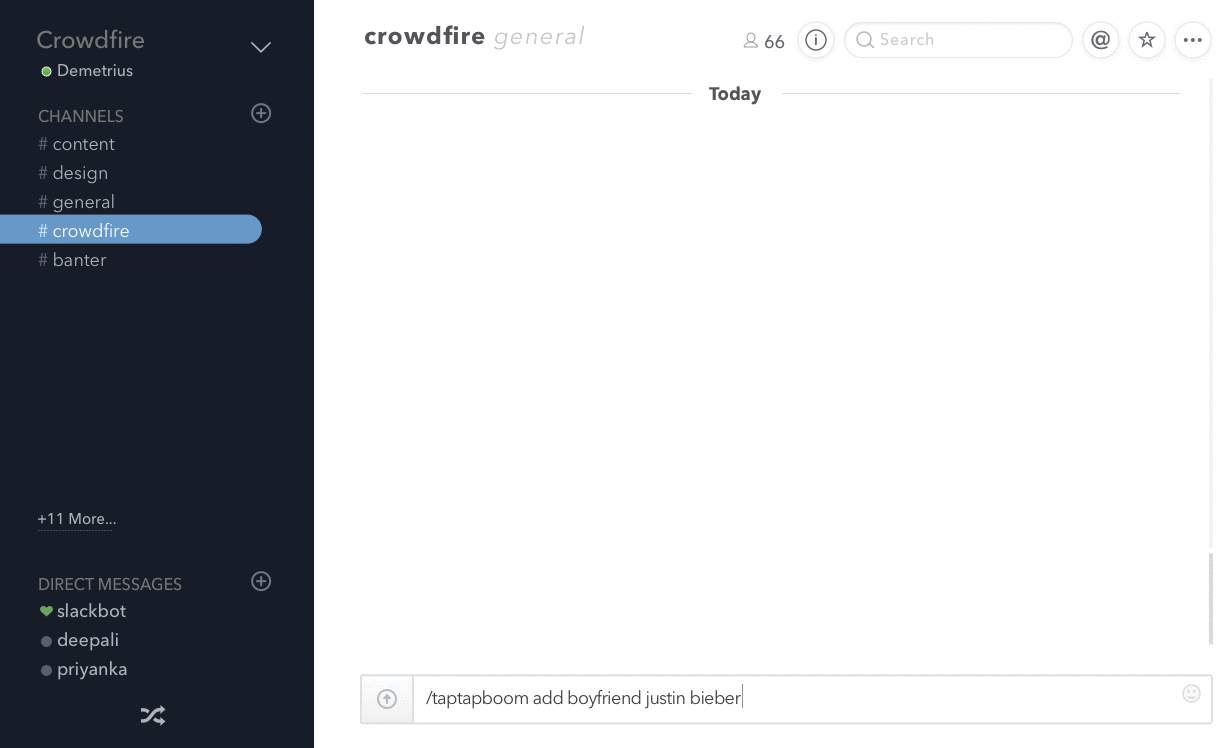 Crowdfire
Demetrius
CHANNELS
# content
# design
# general
# crowdfire
# banter
+11 More...
DIRECT MESSAGES
slackbot
deepali
priyanka
crowdfire general
66
Search
@
Today
/taptapboom add boyfriend justin bieber